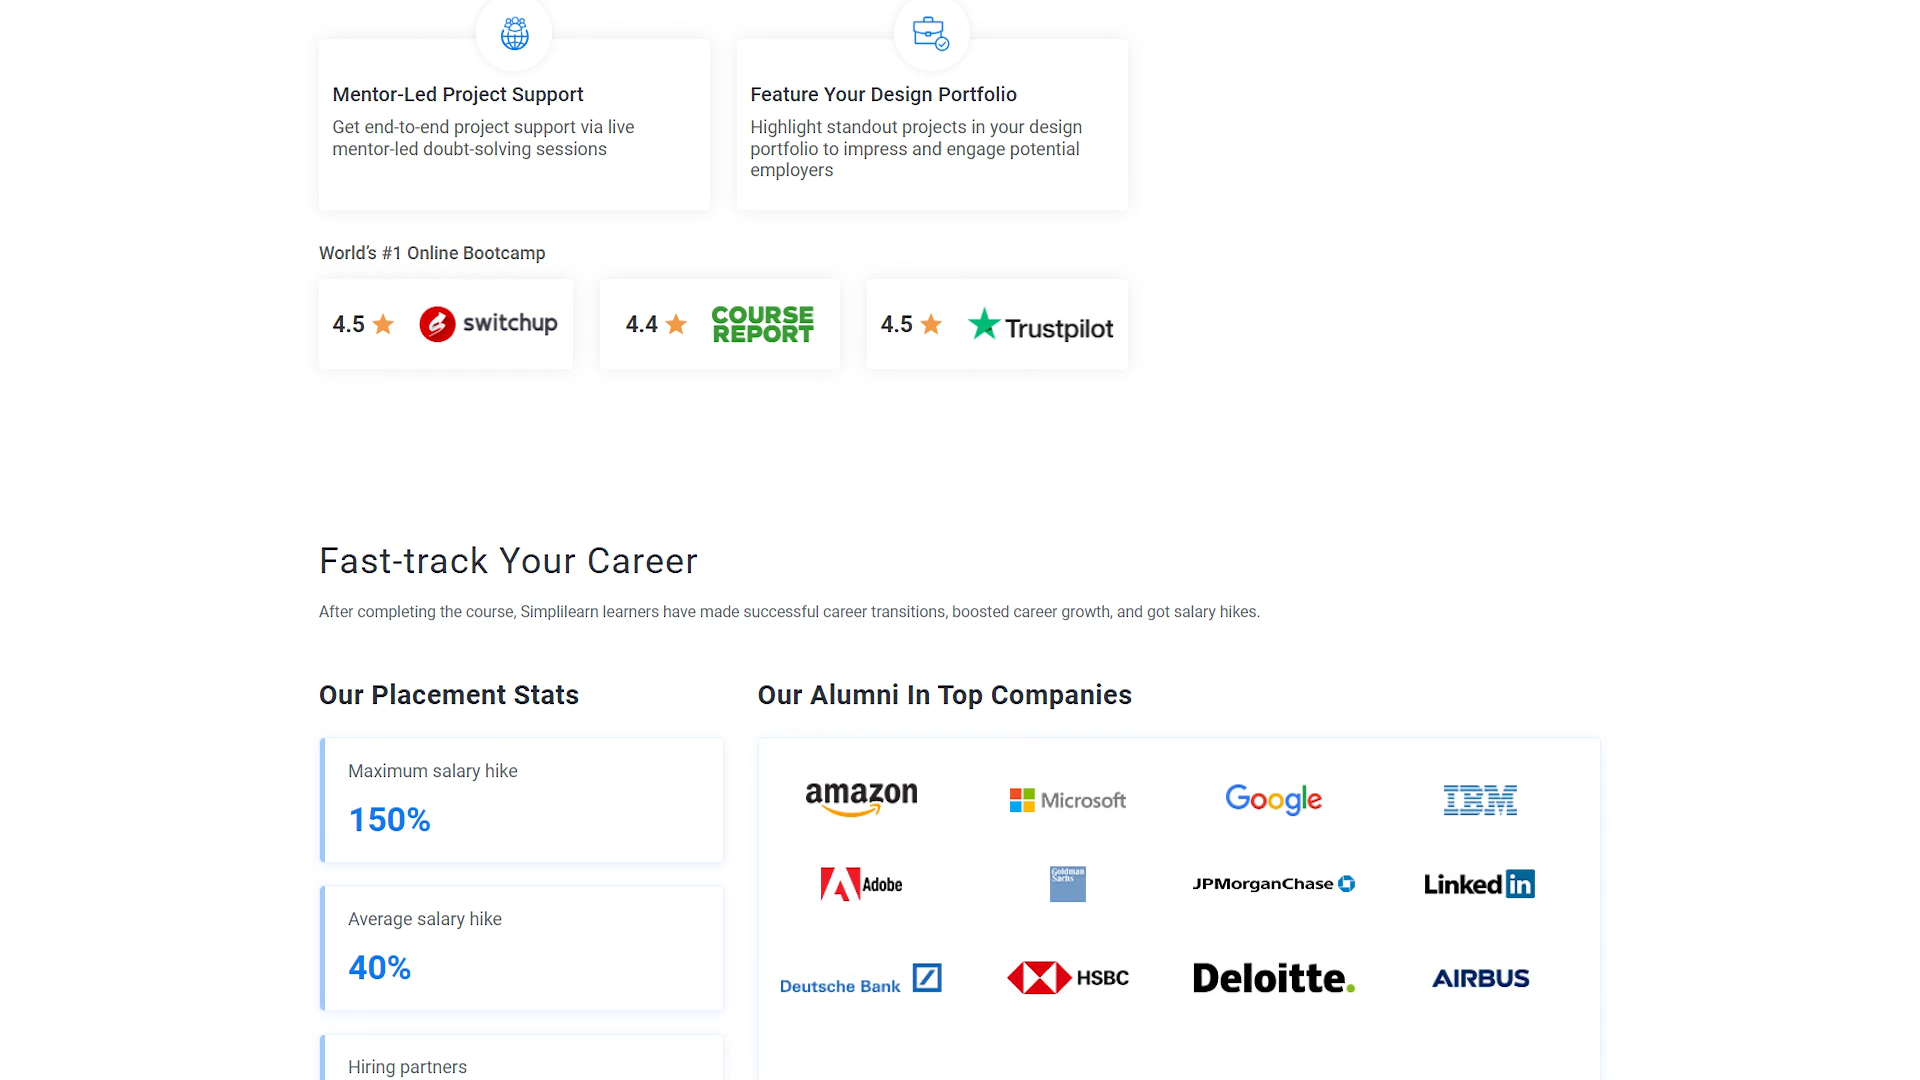 Mentor-Led Project Support
Get end-to-end project support via live
mentor-led doubt-solving sessions
Feature Your Design Portfolio
Highlight standout projects in your design
portfolio to impress and engage potential
employers
World’s #1 Online Bootcamp
4.5
switchup
4.4
COURSE
REPORT
4.5
Trustpilot
Fast-track Your Career
After completing the course, Simplilearn learners have made successful career transitions, boosted career growth, and got salary hikes.
Our Placement Stats
Maximum salary hike
150%
Average salary hike
40%
Hiring partners
Our Alumni In Top Companies
amazon
Microsoft
Google
IBM
Adobe
Goldman
Sachs
JPMorganChase
Linked in
Deutsche Bank
HSBC
Deloitte.
AIRBUS